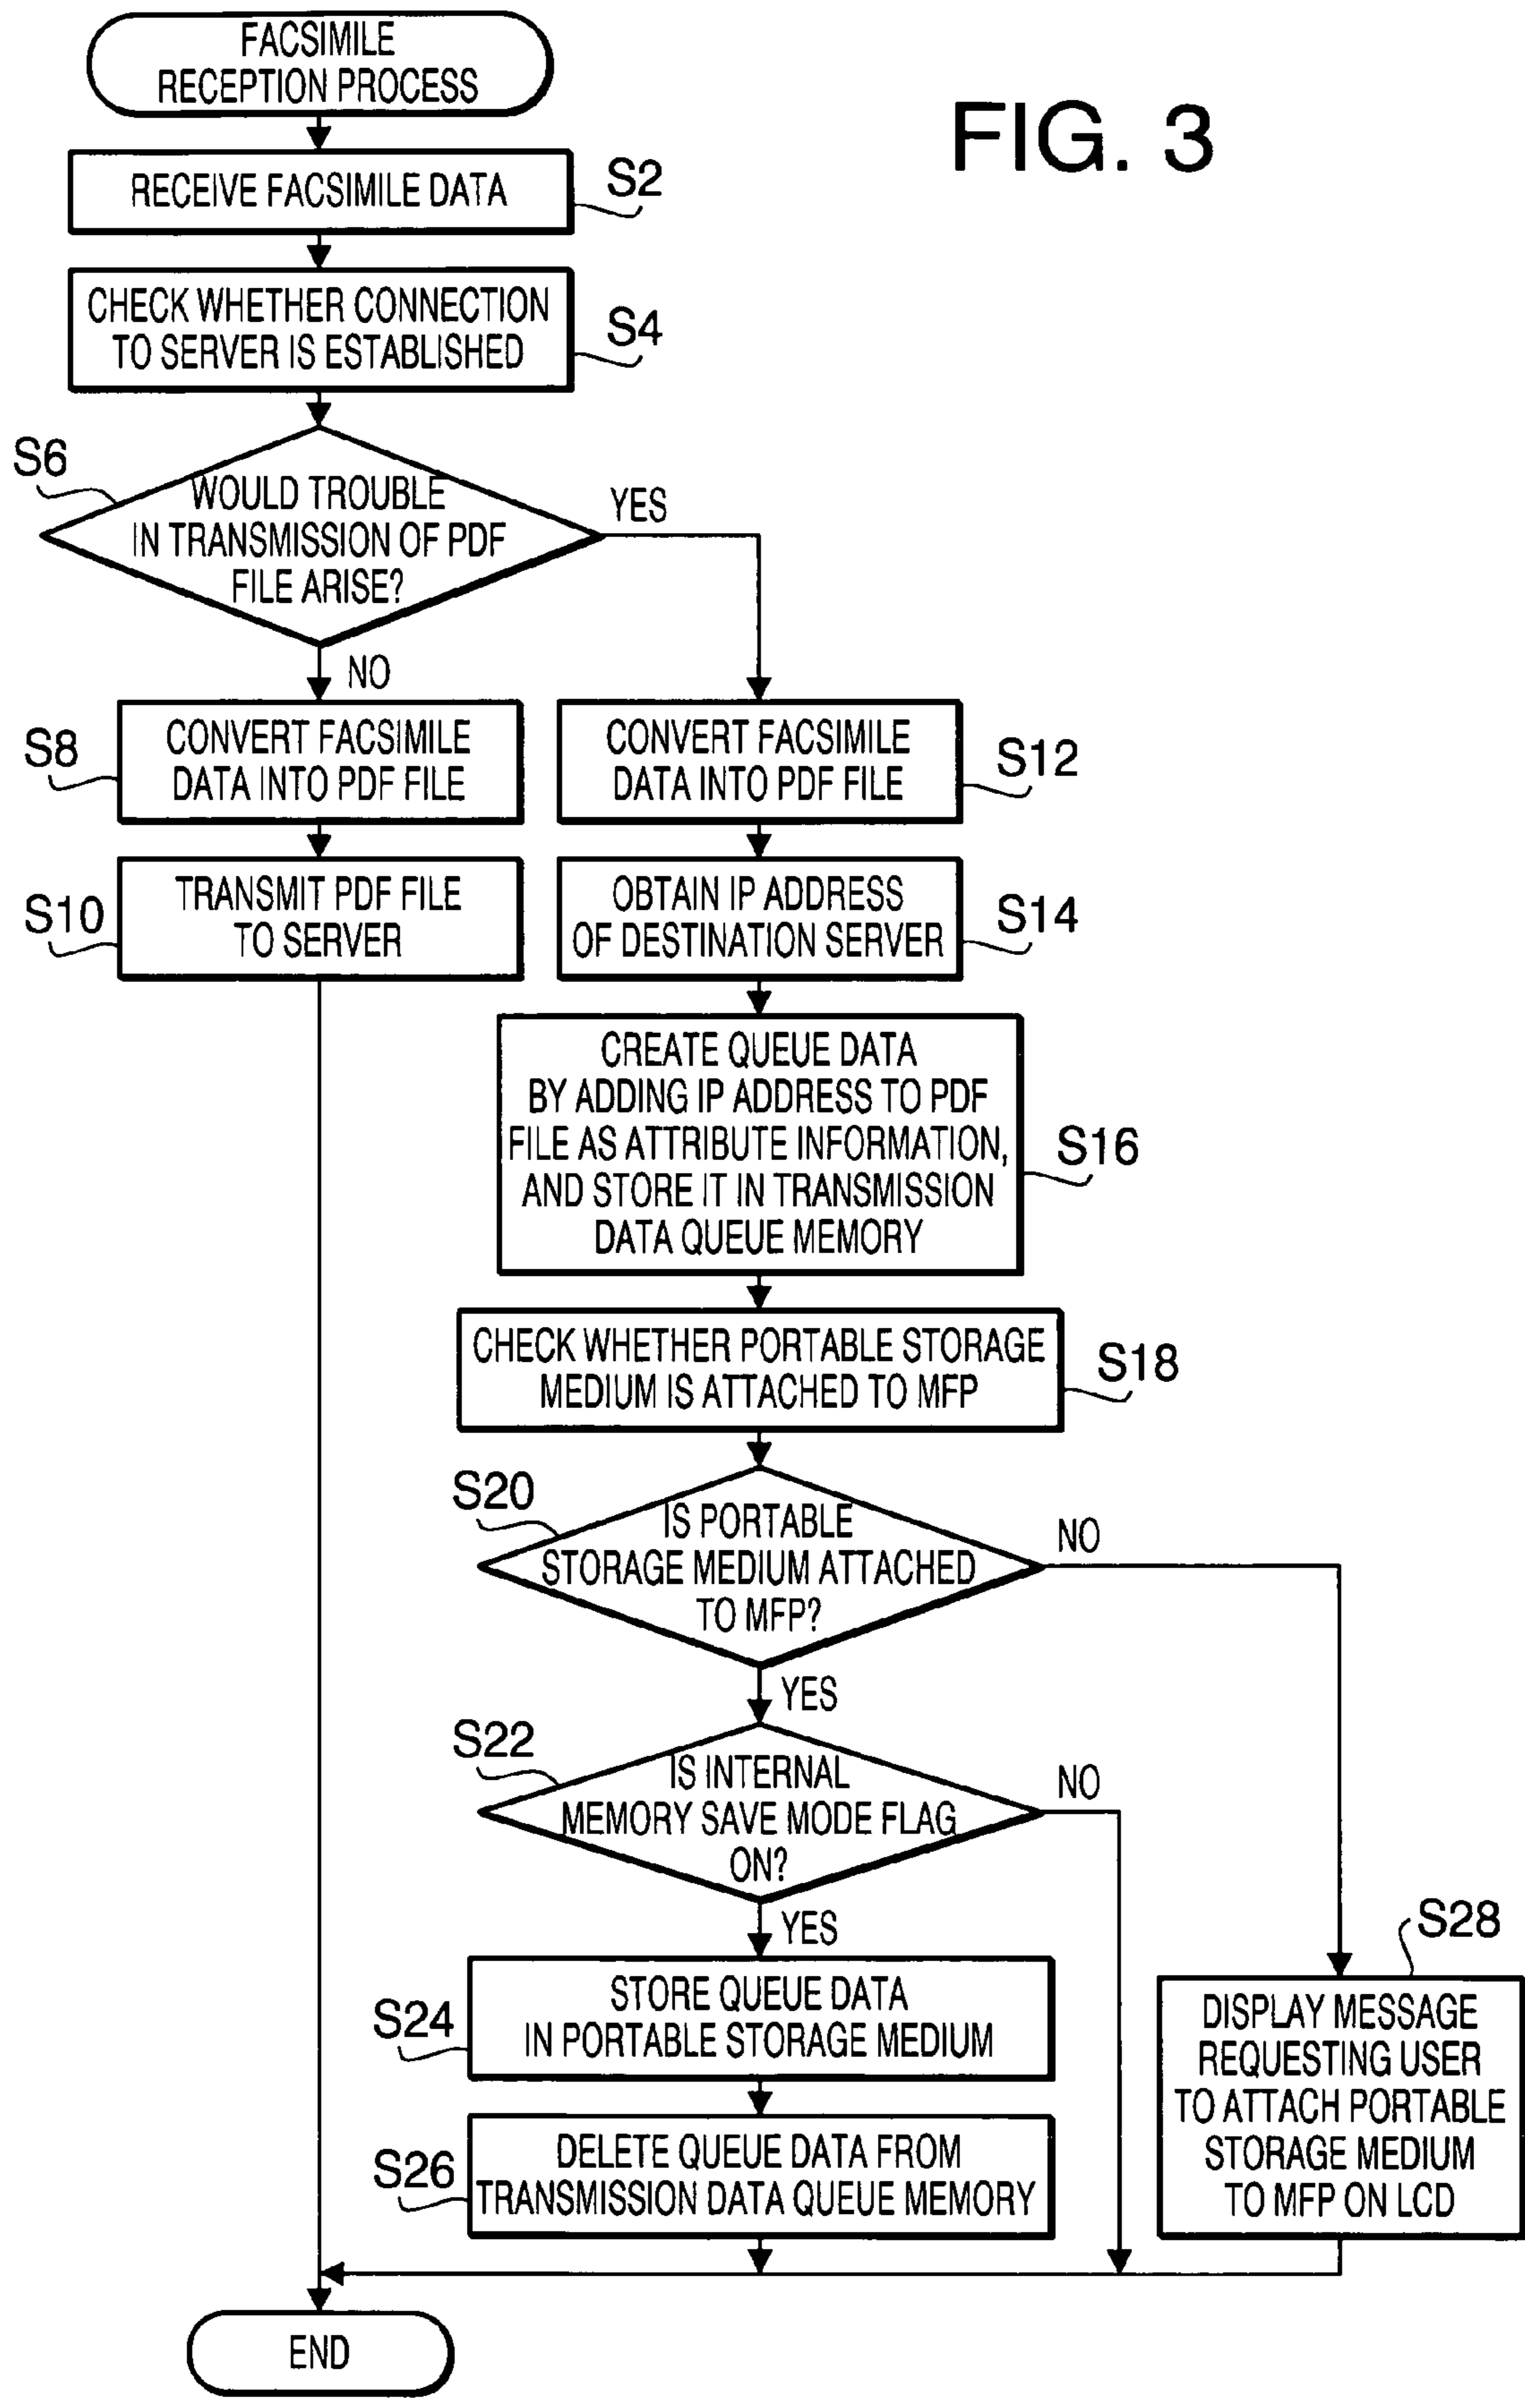 FACSIMILE
RECEPTION PROCESS
FIG. 3
RECEIVE FACSIMILE DATA
S2
CHECK WHETHER CONNECTION
TO SERVER IS ESTABLISHED
S4
S6
WOULD TROUBLE
IN TRANSMISSION OF PDF
FILE ARISE?
YES
NO
S8
CONVERT FACSIMILE
DATA INTO PDF FILE
CONVERT FACSIMILE
DATA INTO PDF FILE
S12
S10
TRANSMIT PDF FILE
TO SERVER
OBTAIN IP ADDRESS
OF DESTINATION SERVER
S14
CREATE QUEUE DATA
BY ADDING IP ADDRESS TO PDF
FILE AS ATTRIBUTE INFORMATION,
AND STORE IT IN TRANSMISSION
DATA QUEUE MEMORY
S16
CHECK WHETHER PORTABLE STORAGE
MEDIUM IS ATTACHED TO MFP
S18
S20
IS PORTABLE
STORAGE MEDIUM ATTACHED
TO MFP?
NO
YES
S22
IS INTERNAL
MEMORY SAVE MODE FLAG
ON?
NO
YES
S24
STORE QUEUE DATA
IN PORTABLE STORAGE MEDIUM
S28
DISPLAY MESSAGE
REQUESTING USER
TO ATTACH PORTABLE
STORAGE MEDIUM
TO MFP ON LCD
S26
DELETE QUEUE DATA FROM
TRANSMISSION DATA QUEUE MEMORY
END